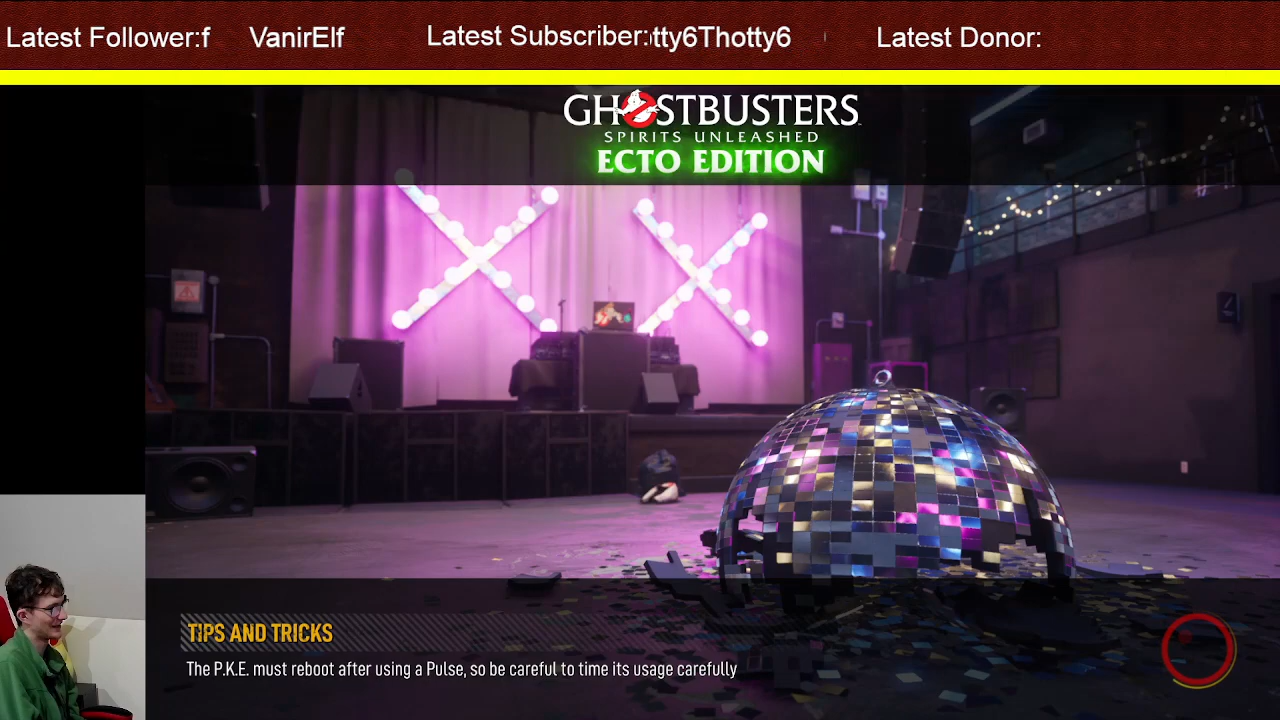 Latest Follower:f VanirElf Latest Subscriber:tty6Thotty6 Latest Donor:
GHOSTBUSTERS
SPIRITS UNLEASHED
ECTO EDITION
TIPS AND TRICKS
The P.K.E. must reboot after using a Pulse, so be careful to time its usage carefully